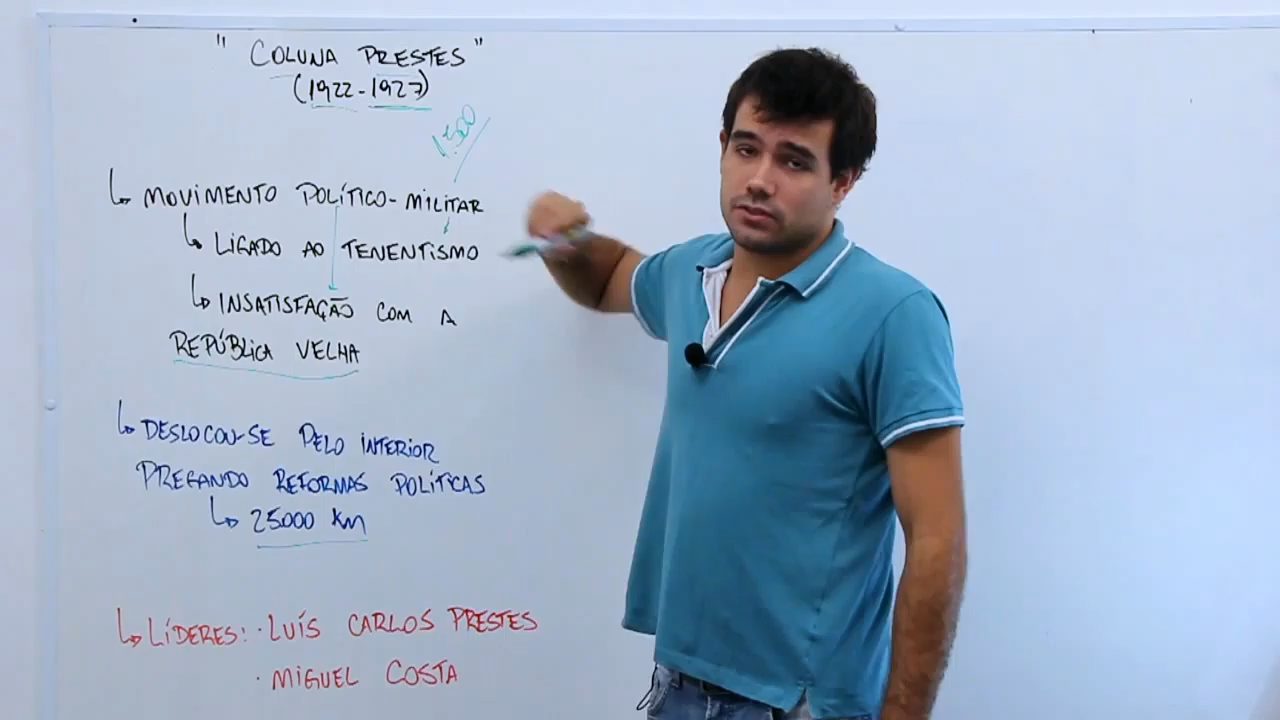 " COLUNA PRESTES "
(1922-1927)
1.500
↳ MOVIMENTO POLÍTICO-MILITAR
↳ LIGADO AO TENENTISMO
↳ INSATISFAÇÃO COM A
REPÚBLICA VELHA
↳ DESLOCOU-SE PELO INTERIOR
PREGANDO REFORMAS POLÍTICAS
↳ 25000 KM
↳ LÍDERES: · LUÍS CARLOS PRESTES
· MIGUEL COSTA